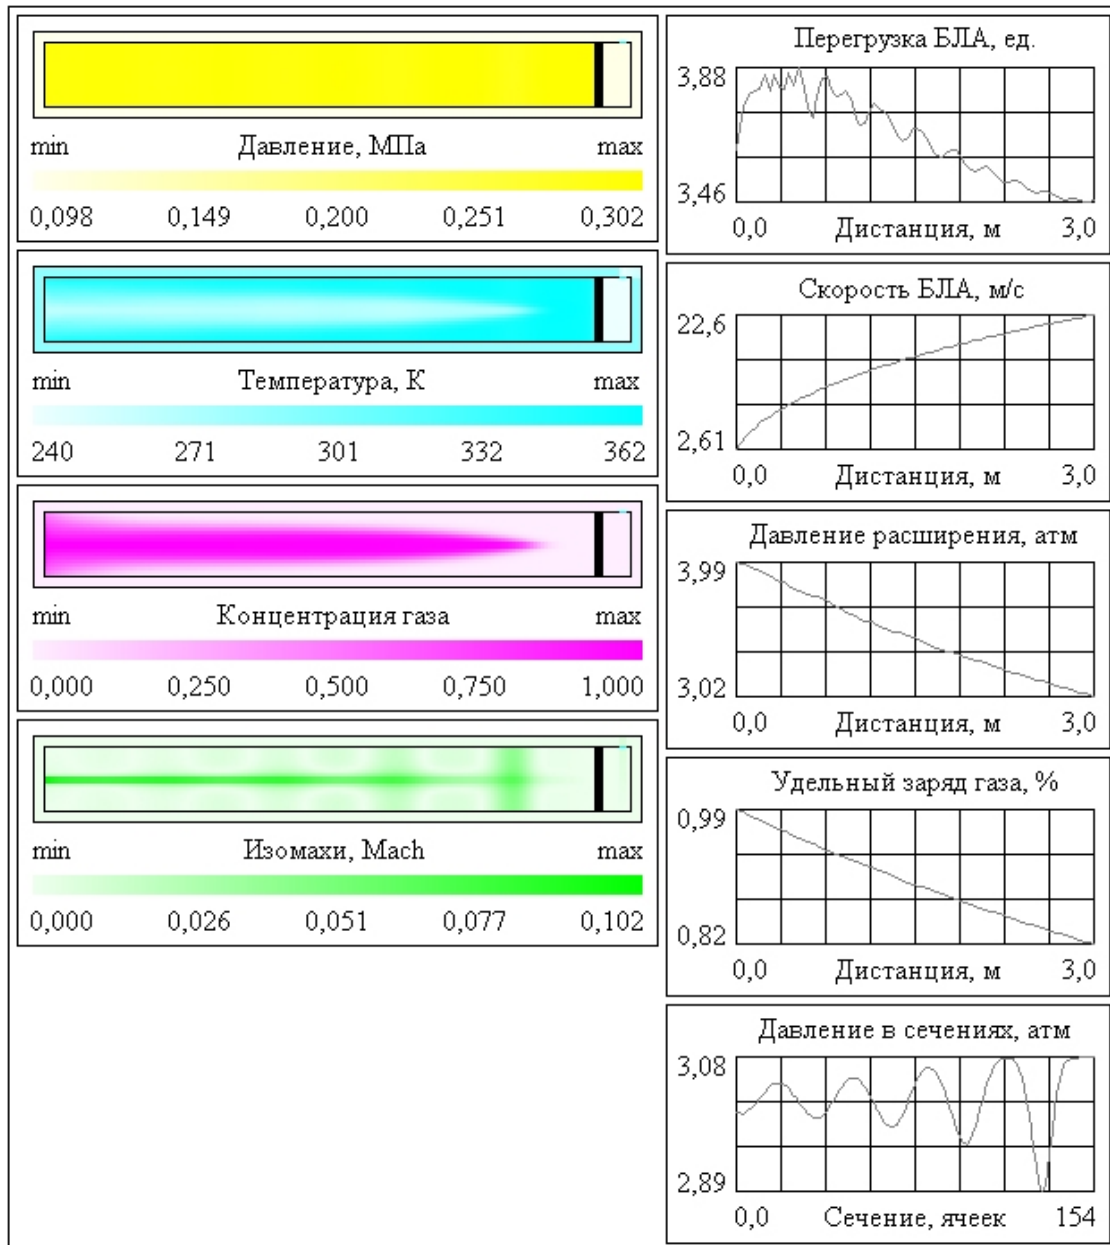 min Давление, МПа max
0,098 0,149 0,200 0,251 0,302
min Температура, К max
240 271 301 332 362
min Концентрация газа max
0,000 0,250 0,500 0,750 1,000
min Изомахи, Mach max
0,000 0,026 0,051 0,077 0,102
Перегрузка БЛА, ед.
3,88
3,46
0,0 Дистанция, м 3,0
Скорость БЛА, м/с
22,6
2,61
0,0 Дистанция, м 3,0
Давление расширения, атм
3,99
3,02
0,0 Дистанция, м 3,0
Удельный заряд газа, %
0,99
0,82
0,0 Дистанция, м 3,0
Давление в сечениях, атм
3,08
2,89
0,0 Сечение, ячеек 154